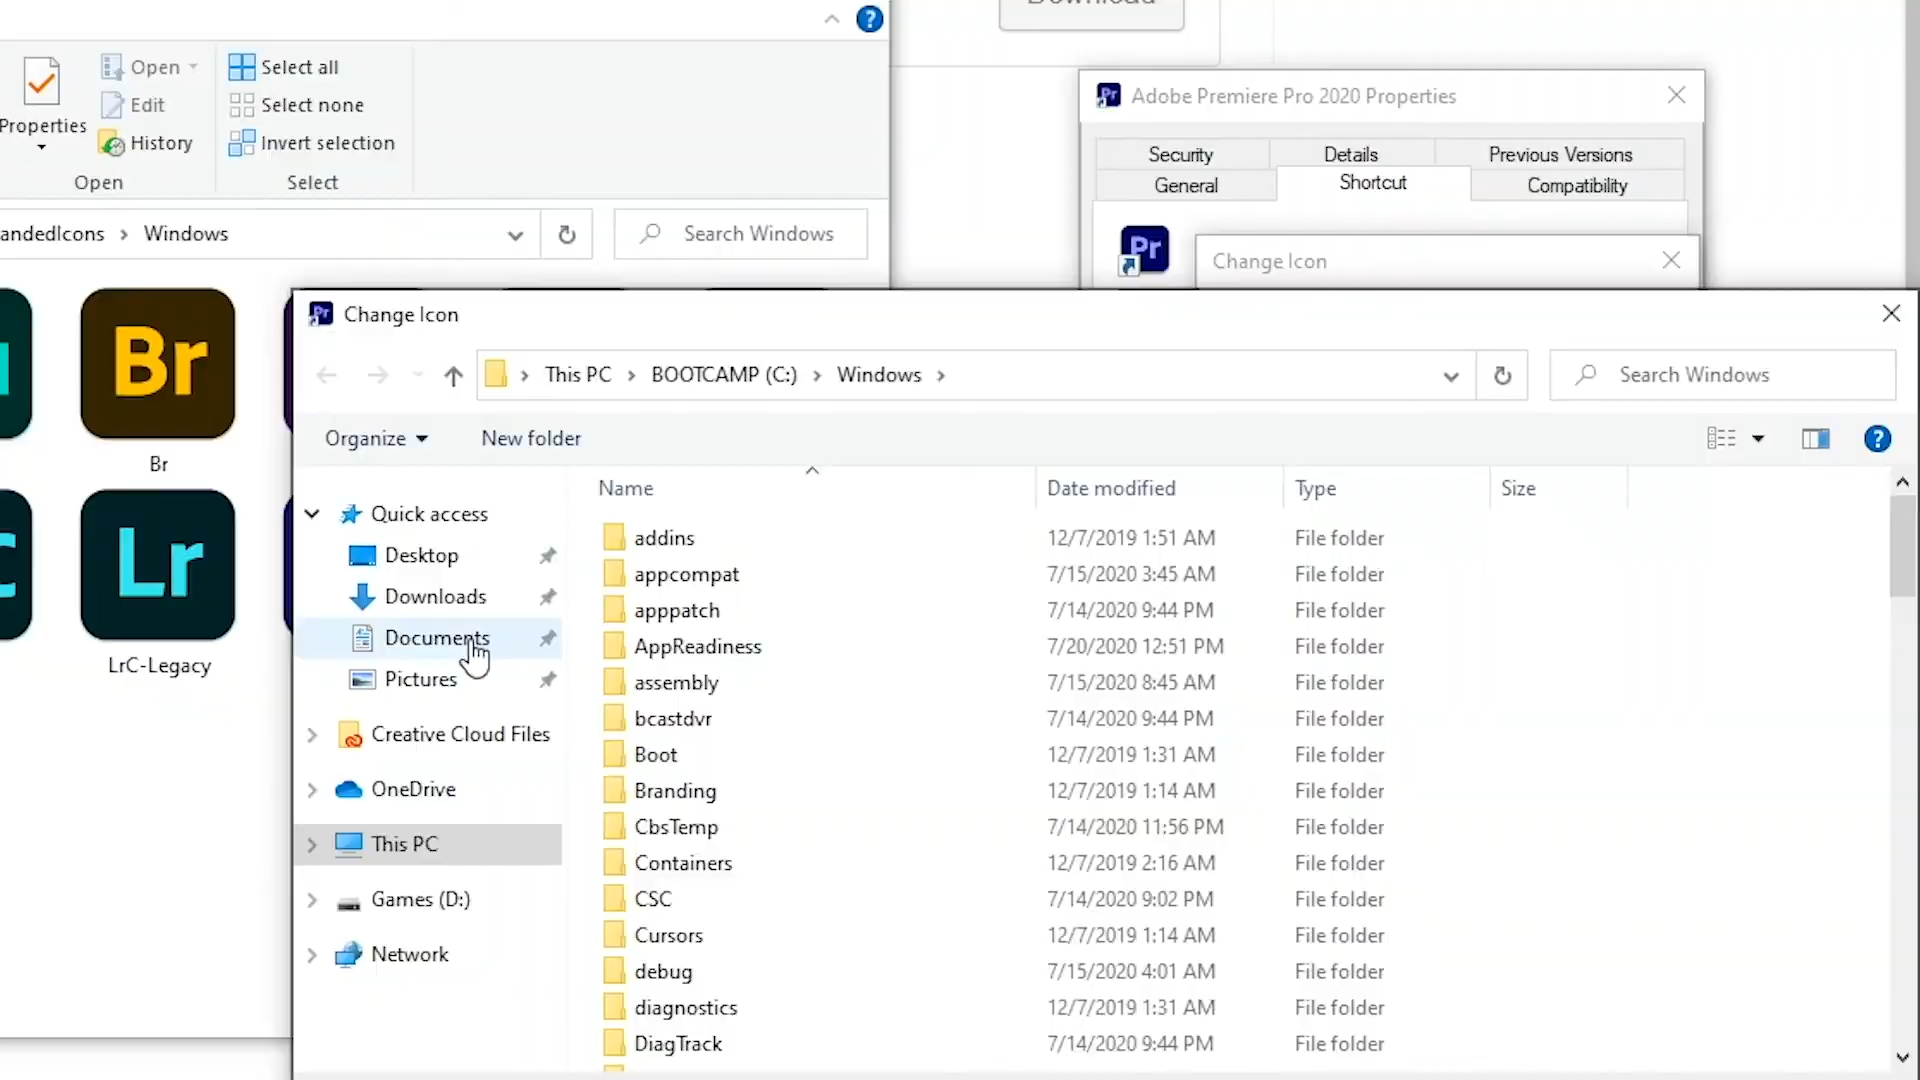 Download
Properties
Open
Edit
History
Select all
Select none
Invert selection
Open
Select
andedIcons > Windows
Search Windows
Br
Br
Lr
LrC-Legacy
Adobe Premiere Pro 2020 Properties
Security
Details
Previous Versions
General
Shortcut
Compatibility
Pr
Change Icon
Change Icon
This PC > BOOTCAMP (C:) > Windows >
Search Windows
Organize
New folder
Quick access
Desktop
Downloads
Documents
Pictures
Creative Cloud Files
OneDrive
This PC
Games (D:)
Network
Name Date modified Type Size
addins 12/7/2019 1:51 AM File folder
appcompat 7/15/2020 3:45 AM File folder
apppatch 7/14/2020 9:44 PM File folder
AppReadiness 7/20/2020 12:51 PM File folder
assembly 7/15/2020 8:45 AM File folder
bcastdvr 7/14/2020 9:44 PM File folder
Boot 12/7/2019 1:31 AM File folder
Branding 12/7/2019 1:14 AM File folder
CbsTemp 7/14/2020 11:56 PM File folder
Containers 12/7/2019 2:16 AM File folder
CSC 7/14/2020 9:02 PM File folder
Cursors 12/7/2019 1:14 AM File folder
debug 7/15/2020 4:01 AM File folder
diagnostics 12/7/2019 1:31 AM File folder
DiagTrack 7/14/2020 9:44 PM File folder